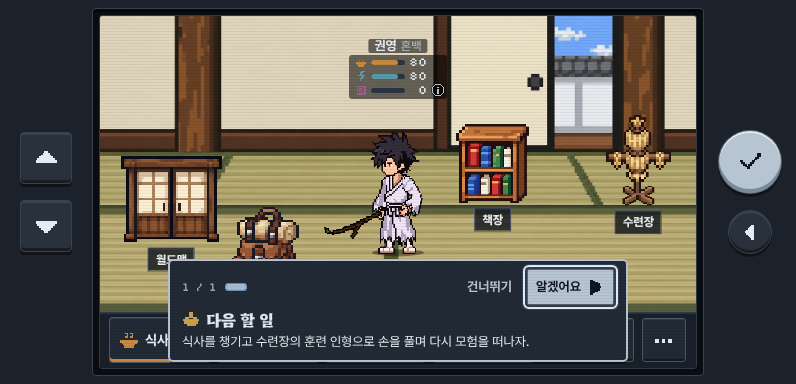 권영 혼백
80
80
0
책장
수련장
월드맵
1 / 1
건너뛰기
알겠어요
다음 할 일
식사를 챙기고 수련장의 훈련 인형으로 손을 풀며 다시 모험을 떠나자.
식사